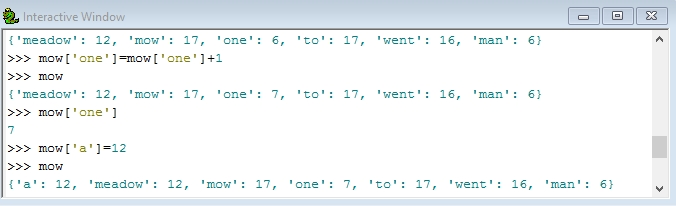 Interactive Window
{'meadow': 12, 'mow': 17, 'one': 6, 'to': 17, 'went': 16, 'man': 6}
>>> mow['one']=mow['one']+1
>>> mow
{'meadow': 12, 'mow': 17, 'one': 7, 'to': 17, 'went': 16, 'man': 6}
>>> mow['one']
7
>>> mow['a']=12
>>> mow
{'a': 12, 'meadow': 12, 'mow': 17, 'one': 7, 'to': 17, 'went': 16, 'man': 6}